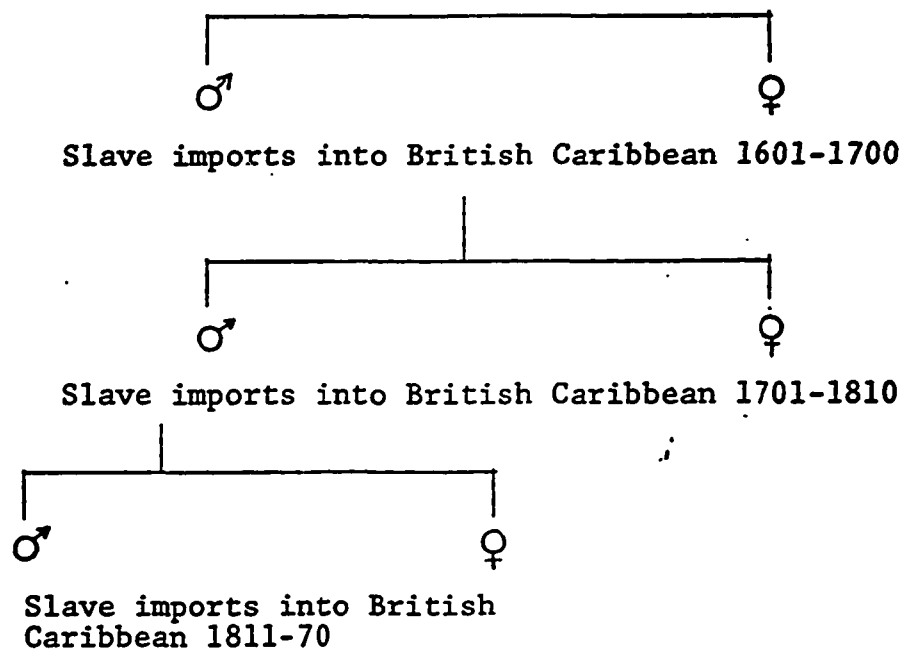 ♂ ♀
Slave imports into British Caribbean 1601-1700
♂ ♀
Slave imports into British Caribbean 1701-1810
♂ ♀
Slave imports into British
Caribbean 1811-70